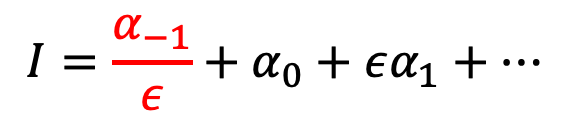 I = α₋₁/ϵ + α₀ + ϵα₁ + ⋯